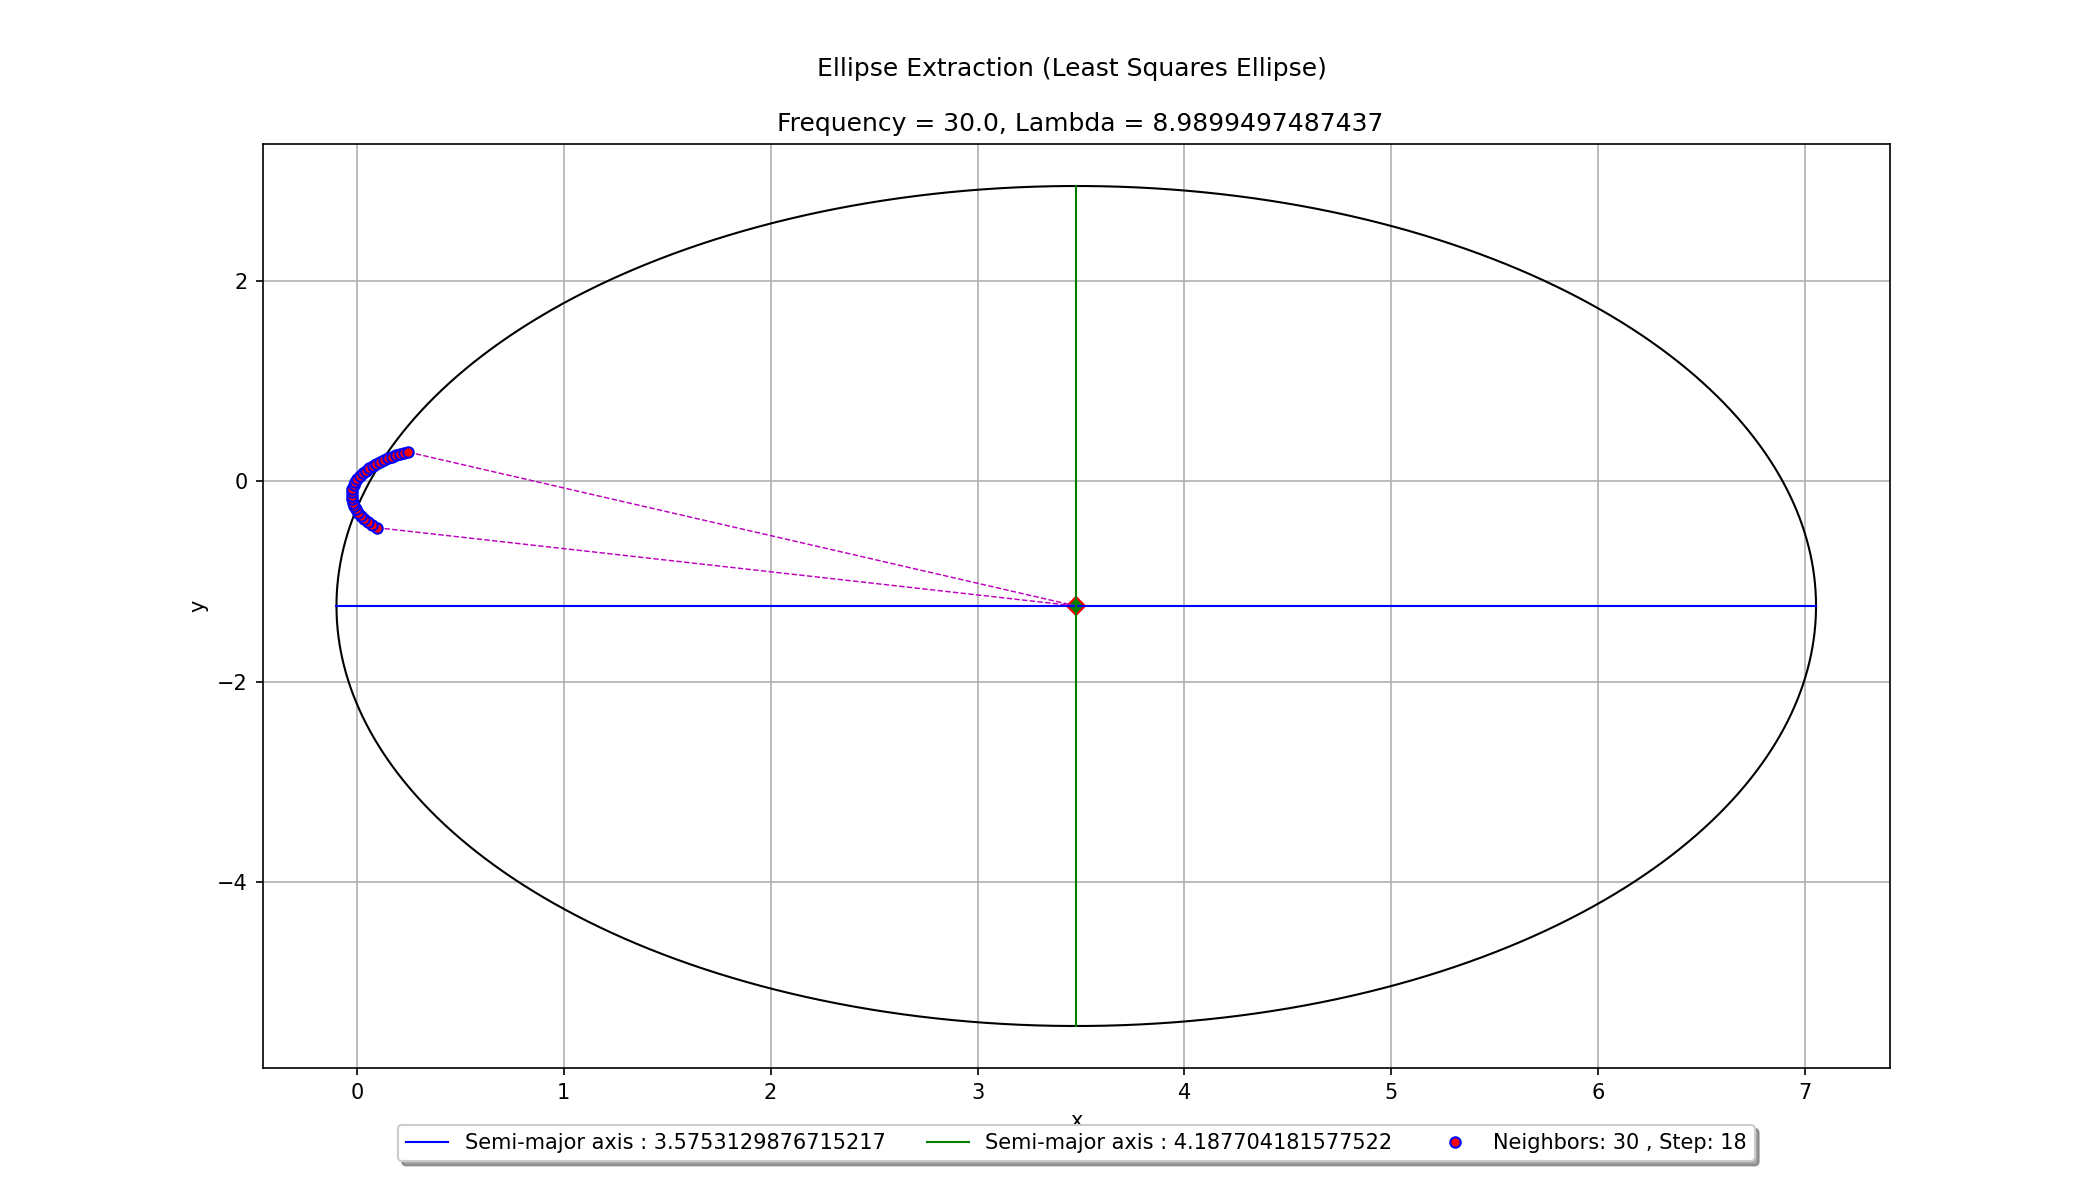 Ellipse Extraction (Least Squares Ellipse)
Frequency = 30.0, Lambda = 8.9899497487437
2
0
−2
−4
y
0 1 2 3 4 5 6 7
x
Semi-major axis : 3.5753129876715217 Semi-major axis : 4.187704181577522 Neighbors: 30 , Step: 18